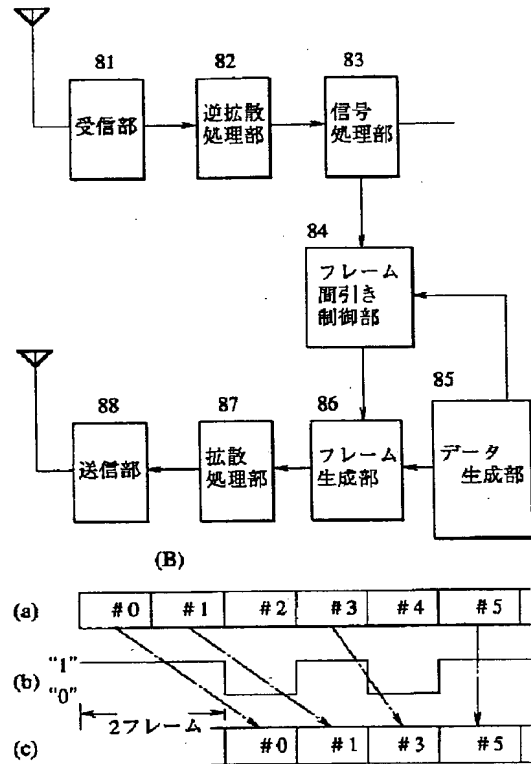 81
82
83
受信部
逆拡散
処理部
信号
処理部
84
フレーム
間引き
制御部
85
データ
生成部
86
フレーム
生成部
87
拡散
処理部
88
送信部
(B)
(a) #0 #1 #2 #3 #4 #5
(b) "1"
"0"
2フレーム
(c) #0 #1 #3 #5